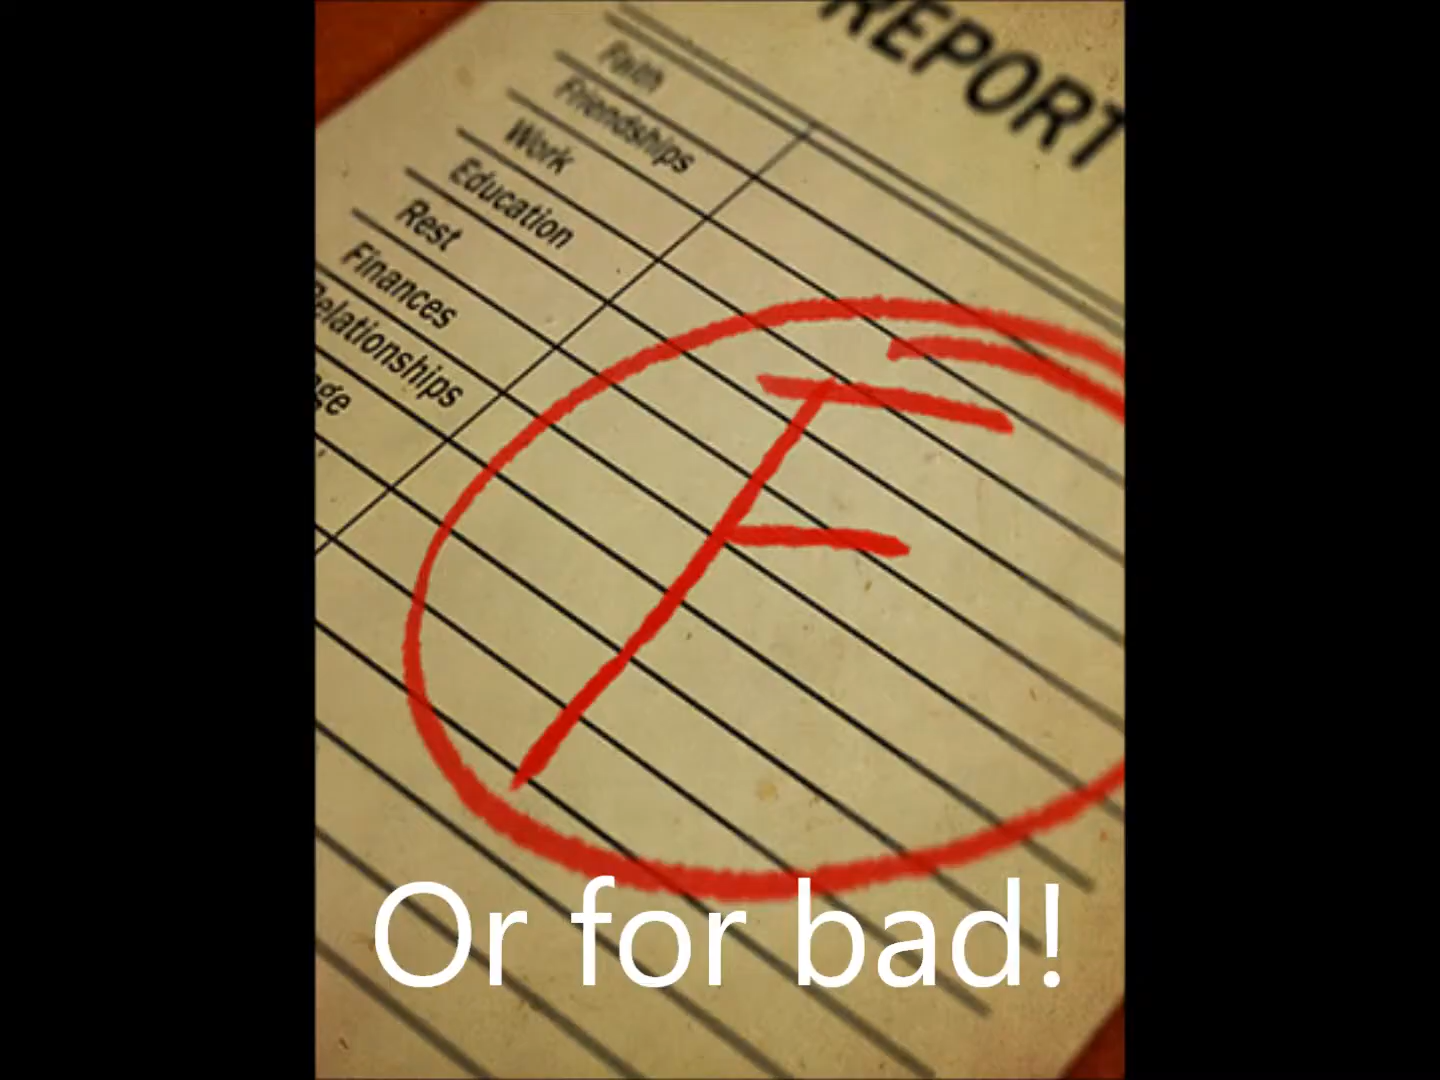 REPORT
Faith
Friendships
Work
Education
Rest
Finances
Relationships
F
Or for bad!